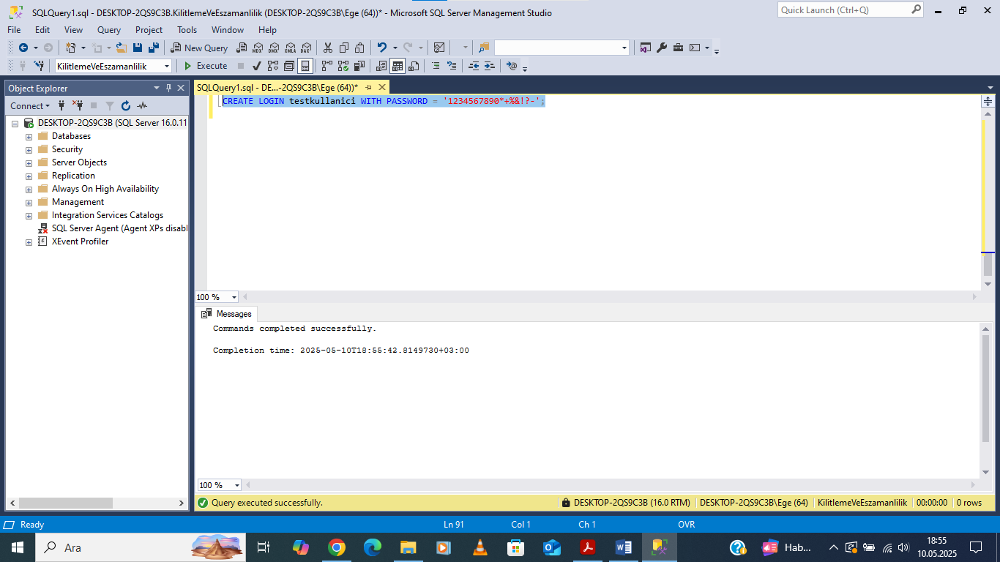 SQLQuery1.sql - DESKTOP-2QS9C3B.KilitlemeVeEszamanlilik (DESKTOP-2QS9C3B\Ege (64))* - Microsoft SQL Server Management Studio
Quick Launch (Ctrl+Q)
File Edit View Query Project Tools Window Help
New Query MDX DMX XMLA DAX
KilitlemeVeEszamanlilik Execute
Object Explorer
SQLQuery1.sql - DE...-2QS9C3B\Ege (64))*
CREATE LOGIN testkullanici WITH PASSWORD = '1234567890*+%&!?-';
Connect
DESKTOP-2QS9C3B (SQL Server 16.0.11
Databases
Security
Server Objects
Replication
Always On High Availability
Management
Integration Services Catalogs
SQL Server Agent (Agent XPs disabl
XEvent Profiler
100 %
Messages
Commands completed successfully.
Completion time: 2025-05-10T18:55:42.8149730+03:00
100 %
Query executed successfully. DESKTOP-2QS9C3B (16.0 RTM) DESKTOP-2QS9C3B\Ege (64) KilitlemeVeEszamanlilik 00:00:00 0 rows
Ready Ln 91 Col 1 Ch 1 OVR
Ara
Hab...
18:55
10.05.2025